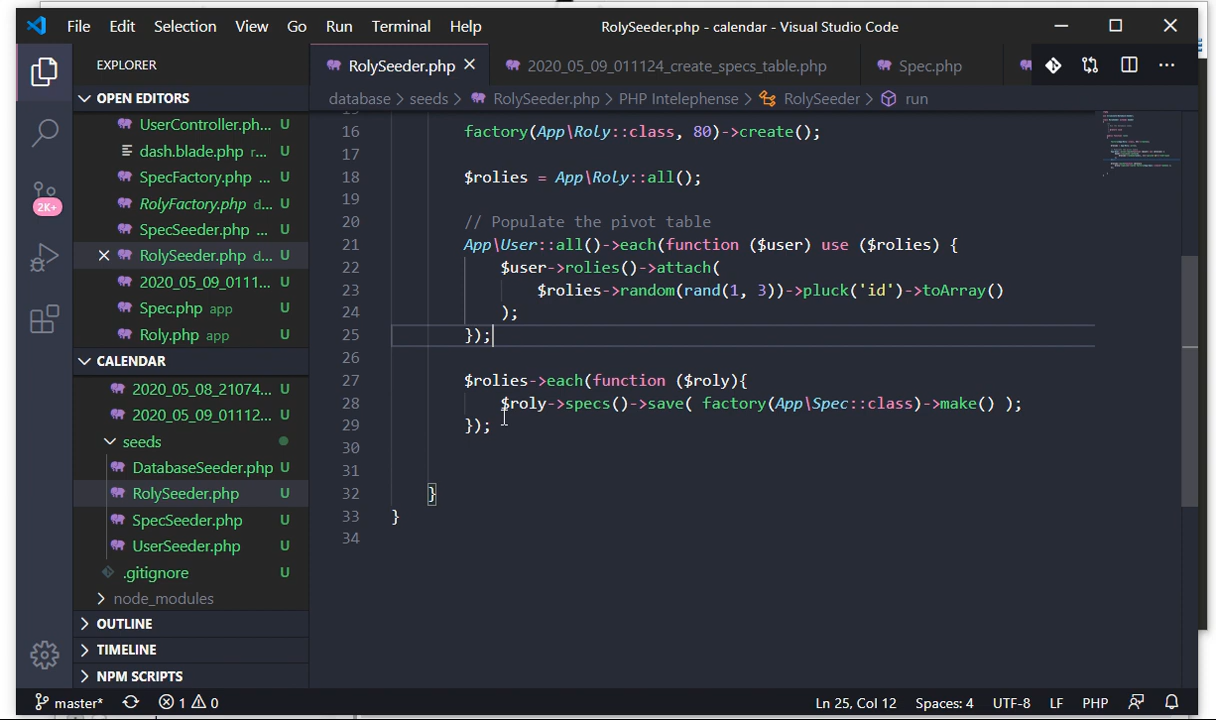 File Edit Selection View Go Run Terminal Help RolySeeder.php - calendar - Visual Studio Code
EXPLORER
RolySeeder.php 2020_05_09_011124_create_specs_table.php Spec.php
OPEN EDITORS
database > seeds > RolySeeder.php > PHP Intelephense > RolySeeder > run
UserController.ph... U
dash.blade.php r... U
SpecFactory.php ... U
RolyFactory.php d... U
SpecSeeder.php ... U
RolySeeder.php d... U
2020_05_09_0111... U
Spec.php app U
Roly.php app U
2K+
CALENDAR
2020_05_08_21074... U
2020_05_09_01112... U
seeds
DatabaseSeeder.php U
RolySeeder.php U
SpecSeeder.php U
UserSeeder.php U
.gitignore U
node_modules
OUTLINE
TIMELINE
NPM SCRIPTS
16 factory(App\Roly::class, 80)->create();
17
18 $rolies = App\Roly::all();
19
20 // Populate the pivot table
21 App\User::all()->each(function ($user) use ($rolies) {
22 $user->rolies()->attach(
23 $rolies->random(rand(1, 3))->pluck('id')->toArray()
24 );
25 });
26
27 $rolies->each(function ($roly){
28 $roly->specs()->save( factory(App\Spec::class)->make() );
29 });
30
31
32 }
33 }
34
master* 1 0 Ln 25, Col 12 Spaces: 4 UTF-8 LF PHP